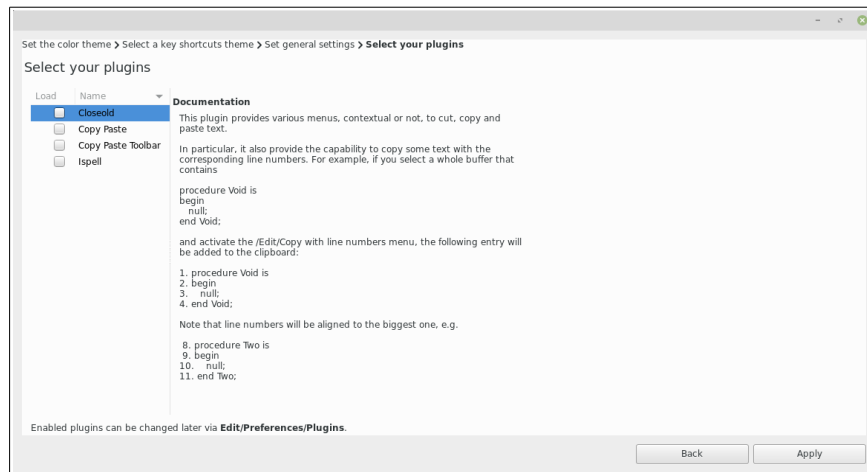 Set the color theme ❯ Select a key shortcuts theme ❯ Set general settings ❯ Select your plugins
Select your plugins
Load Name
Closeold
Copy Paste
Copy Paste Toolbar
Ispell
Documentation
This plugin provides various menus, contextual or not, to cut, copy and
paste text.
In particular, it also provide the capability to copy some text with the
corresponding line numbers. For example, if you select a whole buffer that
contains
procedure Void is
begin
null;
end Void;
and activate the /Edit/Copy with line numbers menu, the following entry will
be added to the clipboard:
1. procedure Void is
2. begin
3. null;
4. end Void;
Note that line numbers will be aligned to the biggest one, e.g.
8. procedure Two is
9. begin
10. null;
11. end Two;
Enabled plugins can be changed later via Edit/Preferences/Plugins.
Back Apply